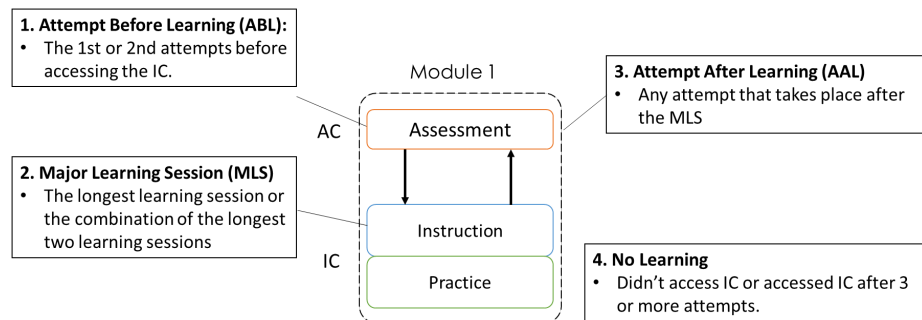 1. Attempt Before Learning (ABL):
• The 1st or 2nd attempts before
accessing the IC.
Module 1
3. Attempt After Learning (AAL)
• Any attempt that takes place after
the MLS
AC
Assessment
2. Major Learning Session (MLS)
• The longest learning session or
the combination of the longest
two learning sessions
Instruction
IC
Practice
4. No Learning
• Didn't access IC or accessed IC after 3
or more attempts.